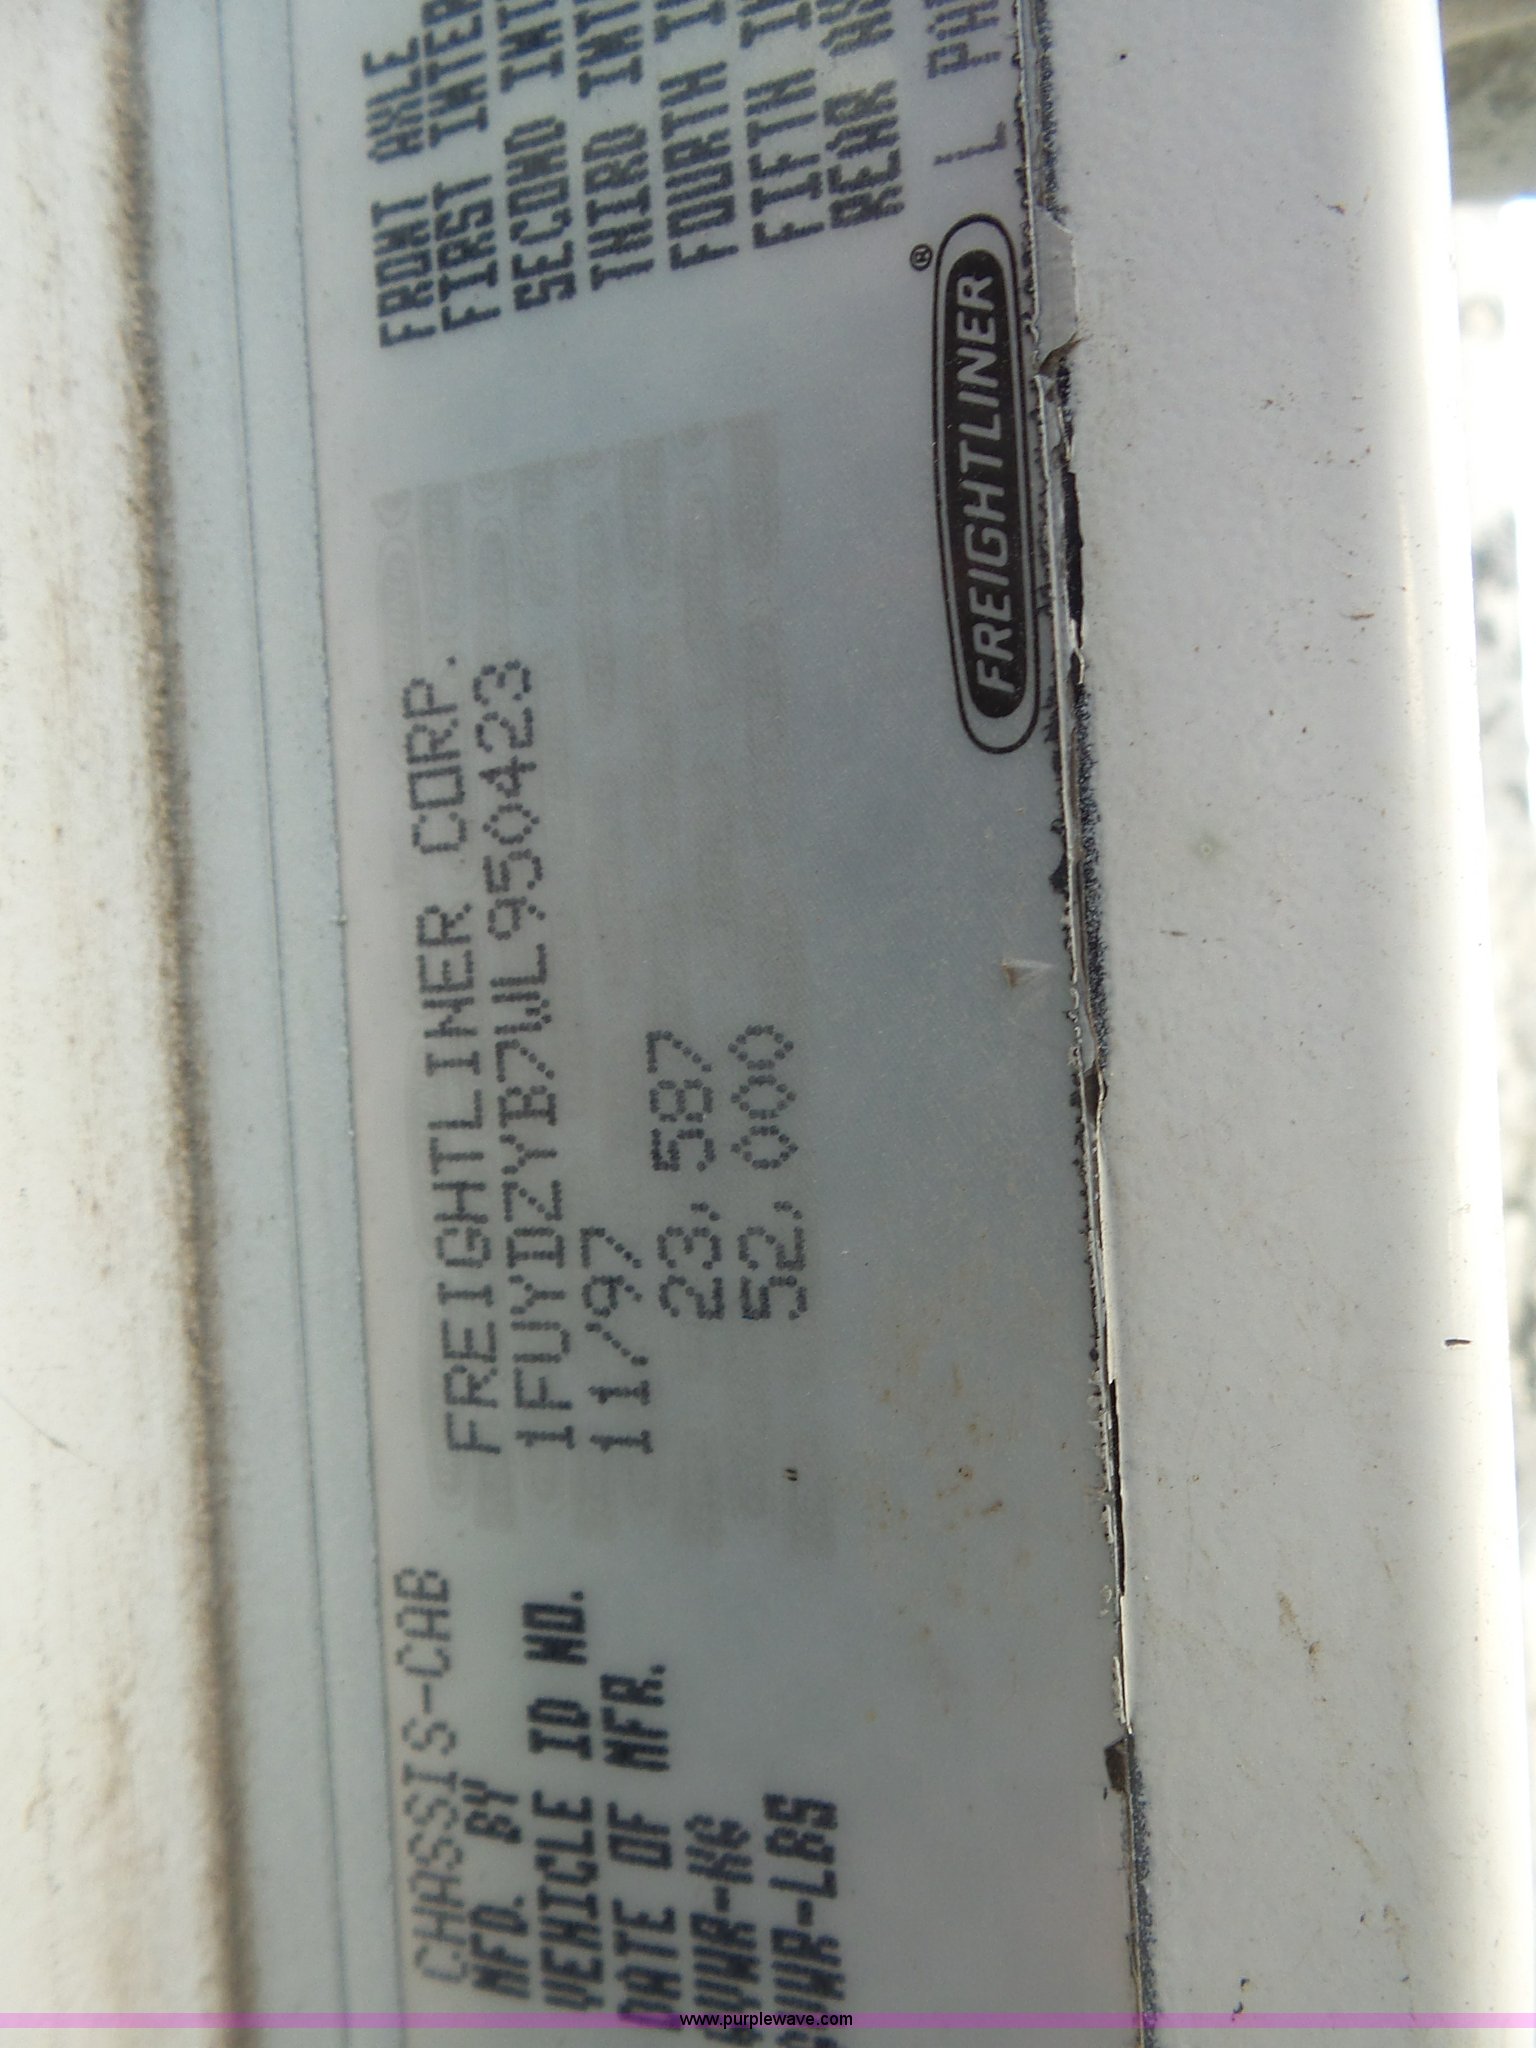 CHASSIS-CAB
MFD. BY FREIGHTLINER CORP.
VEHICLE ID NO. 1FUYDZYB7WL950423
DATE OF MFR. 11/97
GVWR-KG 23,587
GVWR-LBS 52,000
FRONT AXLE
FIRST INTER
SECOND INT
THIRD INT
FOURTH
FIFTH
REAR
FREIGHTLINER®
www.purplewave.com